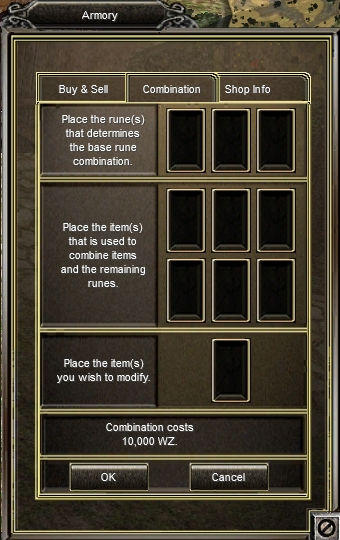 Armory
Buy & Sell
Combination
Shop Info
Place the rune(s)
that determines
the base rune
combination.
Place the item(s)
that is used to
combine items
and the remaining
runes.
Place the item(s)
you wish to modify.
Combination costs
10,000 WZ.
OK
Cancel